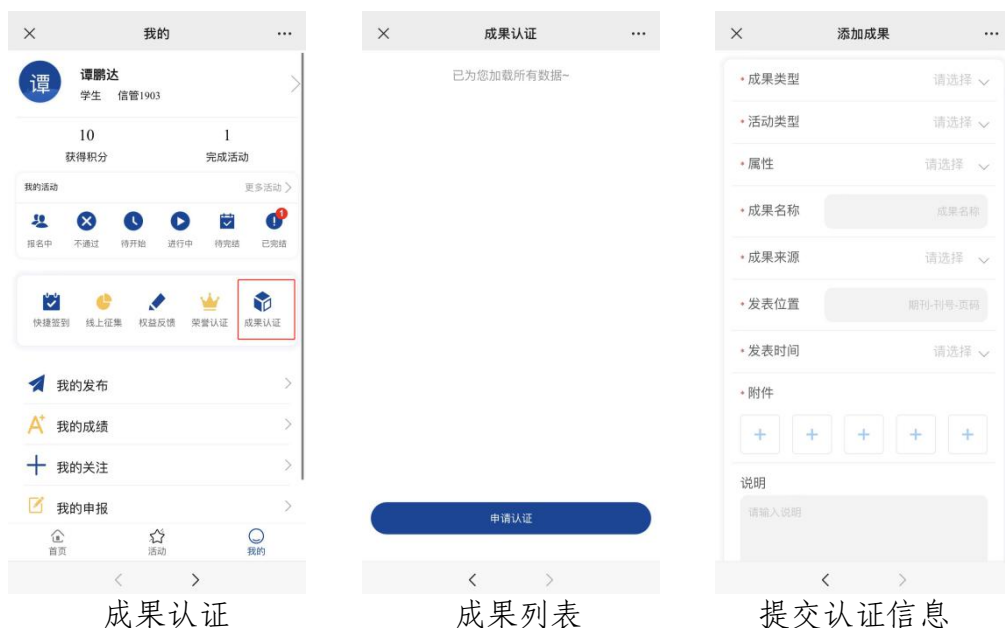 我的
谭
谭鹏达
学生 信管1903
10 1
获得积分 完成活动
我的活动 更多活动
1
报名中 不通过 待开始 进行中 待完结 已完结
快捷签到 线上征集 权益反馈 荣誉认证 成果认证
我的发布
A+ 我的成绩
我的关注
我的申报
首页 活动 我的
成果认证
成果认证
已为您加载所有数据~
申请认证
成果列表
添加成果
*成果类型 请选择
*活动类型 请选择
*属性 请选择
*成果名称 成果名称
*成果来源 请选择
*发表位置 期刊-刊号-页码
*发表时间 请选择
*附件
说明
请输入说明
提交认证信息